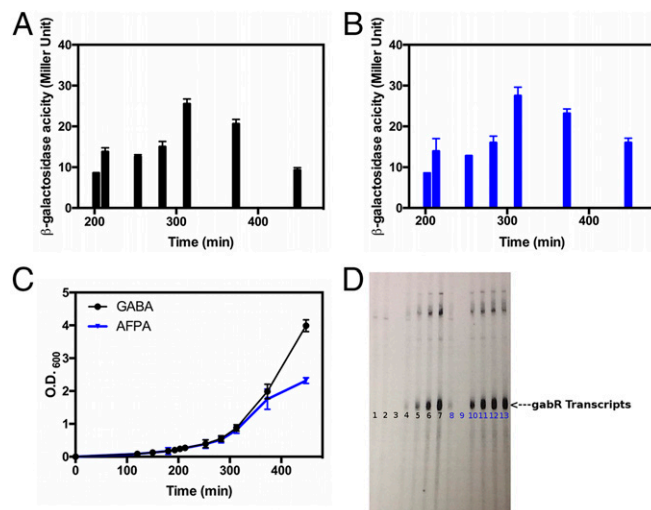 A
β-galactosidase acicity (Miller Unit)
40
30
20
10
0
200
300
400
Time (min)
B
β-galactosidase acicity (Miller Unit)
40
30
20
10
0
200
300
400
Time (min)
C
GABA
AFPA
O.D. 600
5
4
3
2
1
0
0
100
200
300
400
Time (min)
D
<---gabR Transcripts
1 2 3 4 5 6 7 8 9 10 11 12 13